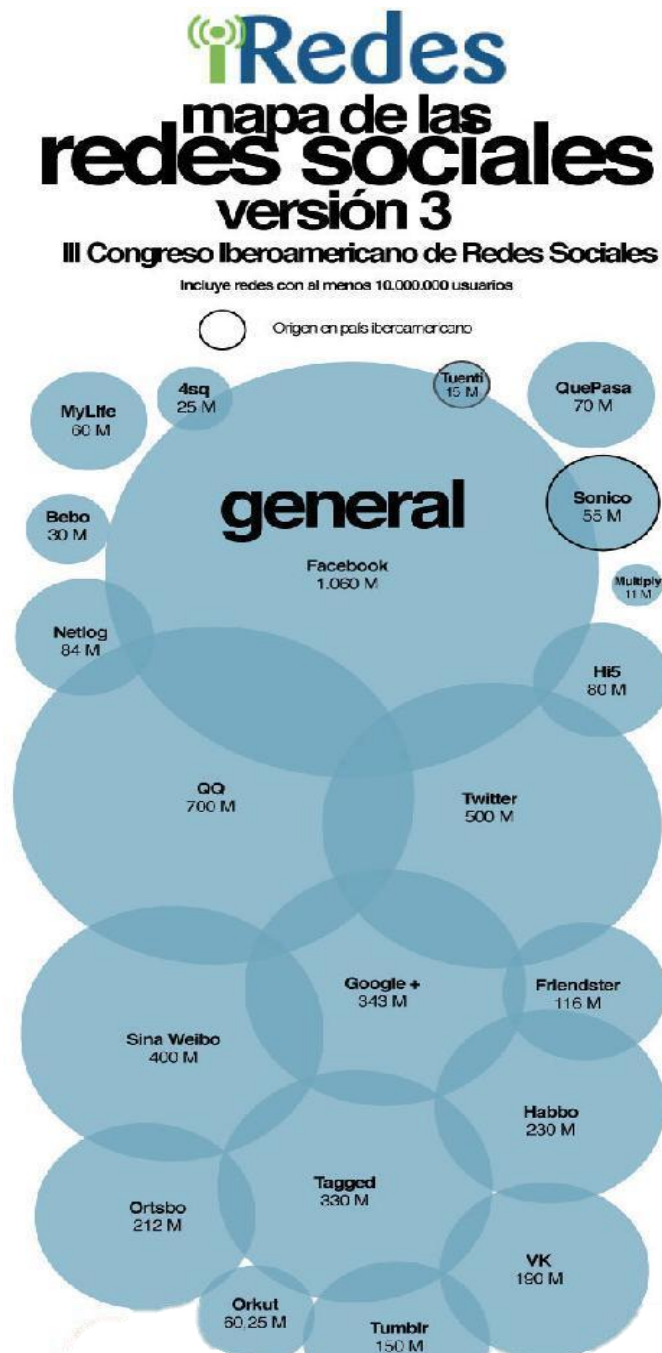 iRedes
mapa de las
redes sociales
versión 3
III Congreso Iberoamericano de Redes Sociales
Incluye redes con al menos 10.000.000 usuarios
Origen en país iberoamericano
4sq
25 M
Tuenti
15 M
MyLife
60 M
QuePasa
70 M
general
Sonico
55 M
Bebo
30 M
Facebook
1.060 M
Multiply
11 M
Netlog
84 M
Hi5
80 M
QQ
700 M
Twitter
500 M
Google +
343 M
Friendster
116 M
Sina Weibo
400 M
Habbo
230 M
Tagged
330 M
Ortsbo
212 M
VK
190 M
Orkut
60,25 M
Tumblr
150 M